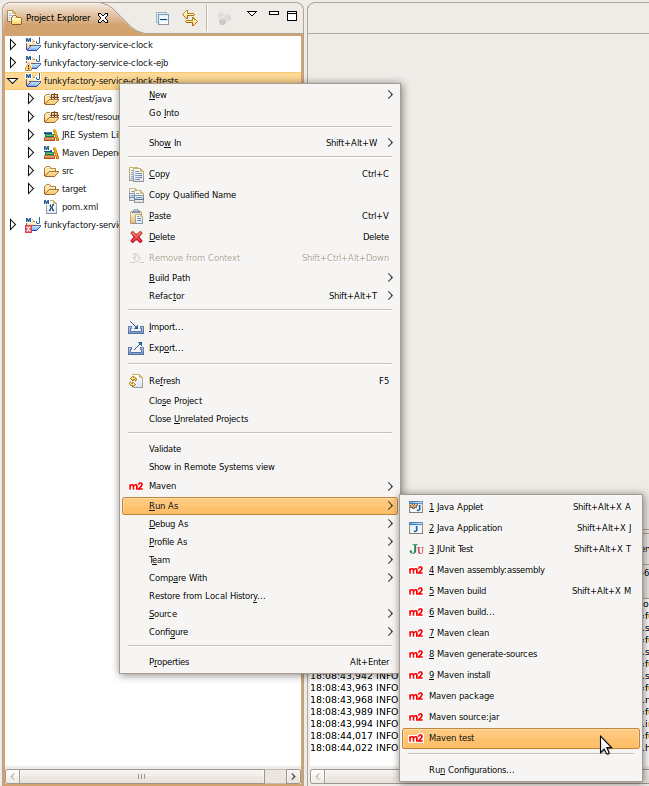 Project Explorer
funkyfactory-service-clock
funkyfactory-service-clock-ejb
funkyfactory-service-clock-ftests
src/test/java
src/test/resou
JRE System Li
Maven Depen
src
target
pom.xml
funkyfactory-servi
New
Go Into
Show In Shift+Alt+W
Copy Ctrl+C
Copy Qualified Name
Paste Ctrl+V
Delete Delete
Remove from Context Shift+Ctrl+Alt+Down
Build Path
Refactor Shift+Alt+T
Import...
Export...
Refresh F5
Close Project
Close Unrelated Projects
Validate
Show in Remote Systems view
m2 Maven
Run As
Debug As
Profile As
Team
Compare With
Restore from Local History...
Source
Configure
Properties Alt+Enter
1 Java Applet Shift+Alt+X A
2 Java Application Shift+Alt+X J
Ju 3 JUnit Test Shift+Alt+X T
m2 4 Maven assembly:assembly
m2 5 Maven build Shift+Alt+X M
m2 6 Maven build...
m2 7 Maven clean
m2 8 Maven generate-sources
m2 9 Maven install
m2 Maven package
m2 Maven source:jar
m2 Maven test
Run Configurations...
18:08:43,942 INFO
18:08:43,963 INFO
18:08:43,968 INFO
18:08:43,989 INFO
18:08:43,994 INFO
18:08:44,017 INFO
18:08:44,022 INFO